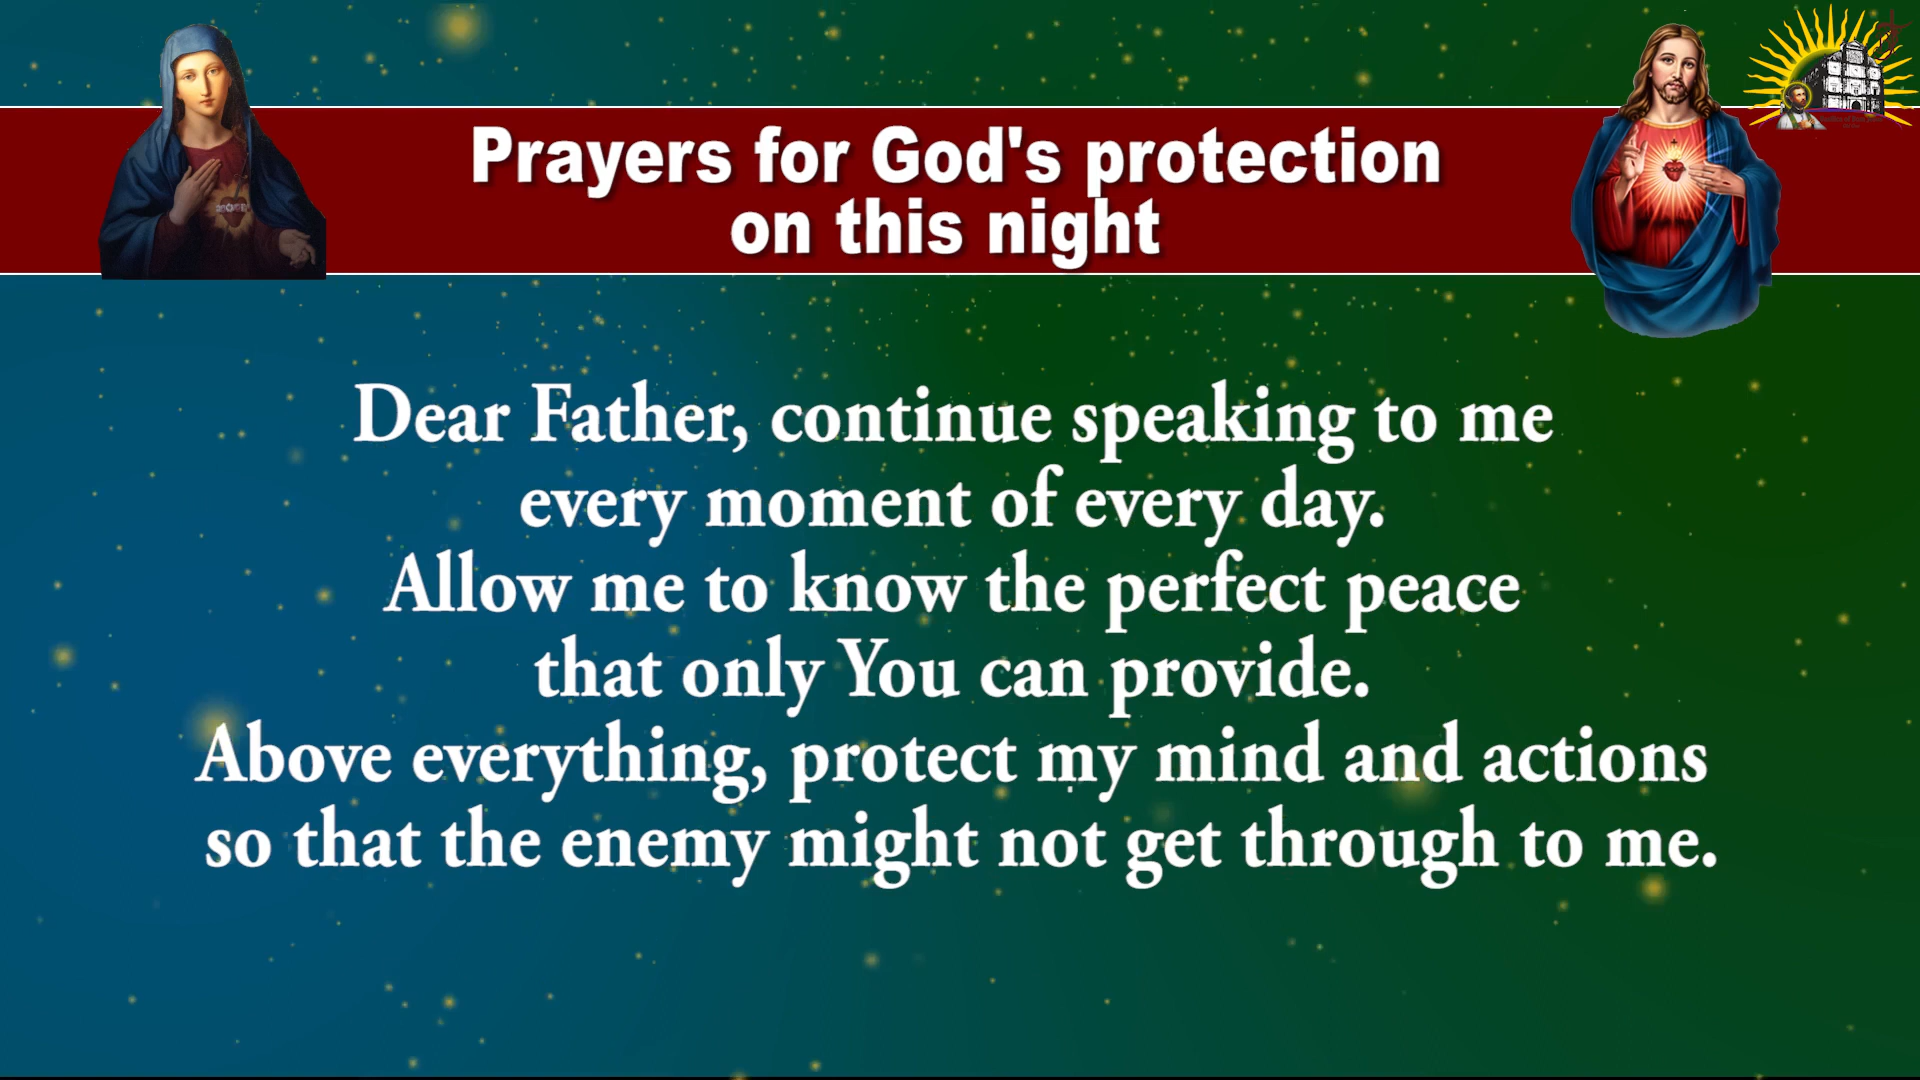 Prayers for God's protection
on this night
Dear Father, continue speaking to me
every moment of every day.
Allow me to know the perfect peace
that only You can provide.
Above everything, protect my mind and actions
so that the enemy might not get through to me.